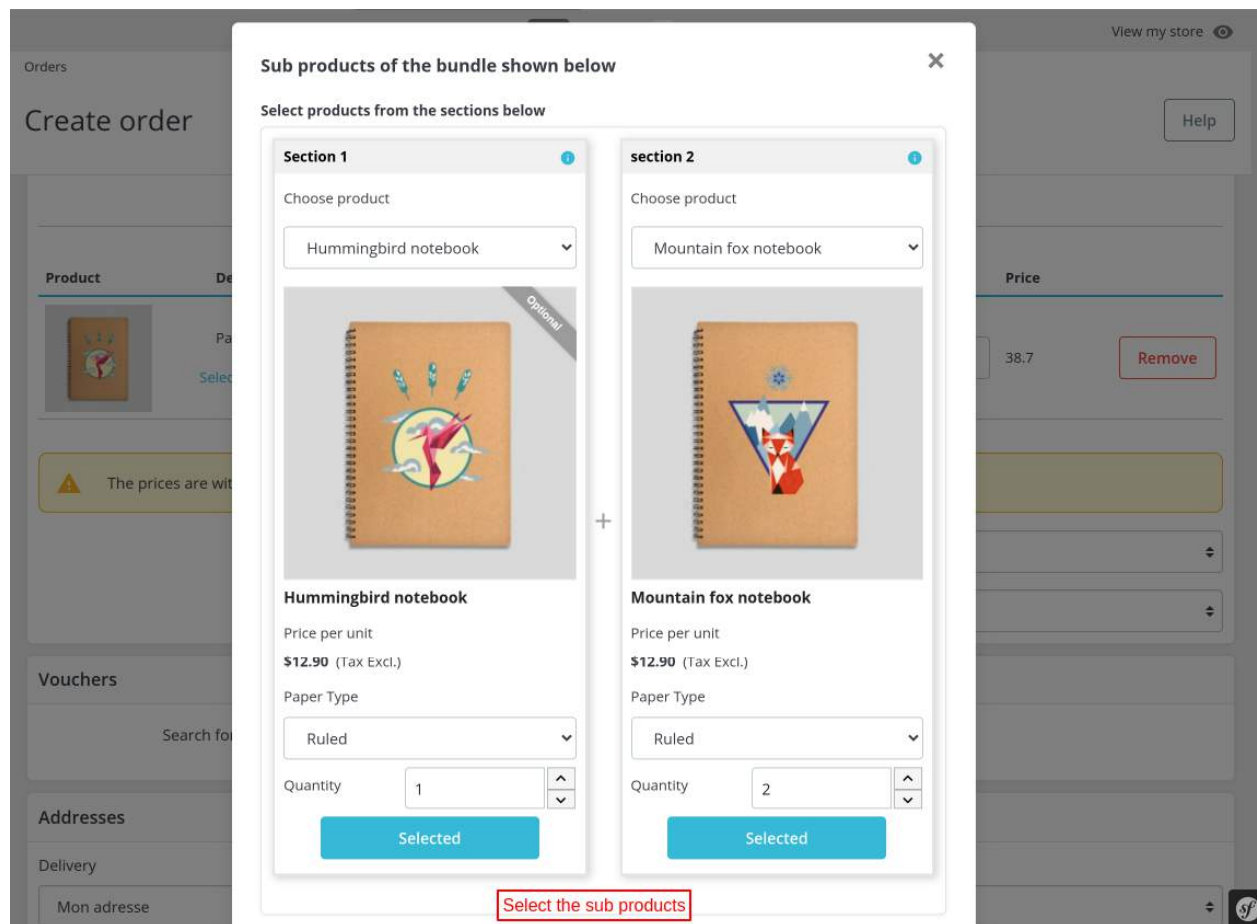 View my store
Orders
Create order
Help
Sub products of the bundle shown below
Select products from the sections below
Section 1
Choose product
Hummingbird notebook
Optional
Hummingbird notebook
Price per unit
$12.90 (Tax Excl.)
Paper Type
Ruled
Quantity 1
Selected
+
section 2
Choose product
Mountain fox notebook
Mountain fox notebook
Price per unit
$12.90 (Tax Excl.)
Paper Type
Ruled
Quantity 2
Selected
Select the sub products
Product
Price
38.7
Remove
The prices are
Vouchers
Search
Addresses
Delivery
Mon adresse